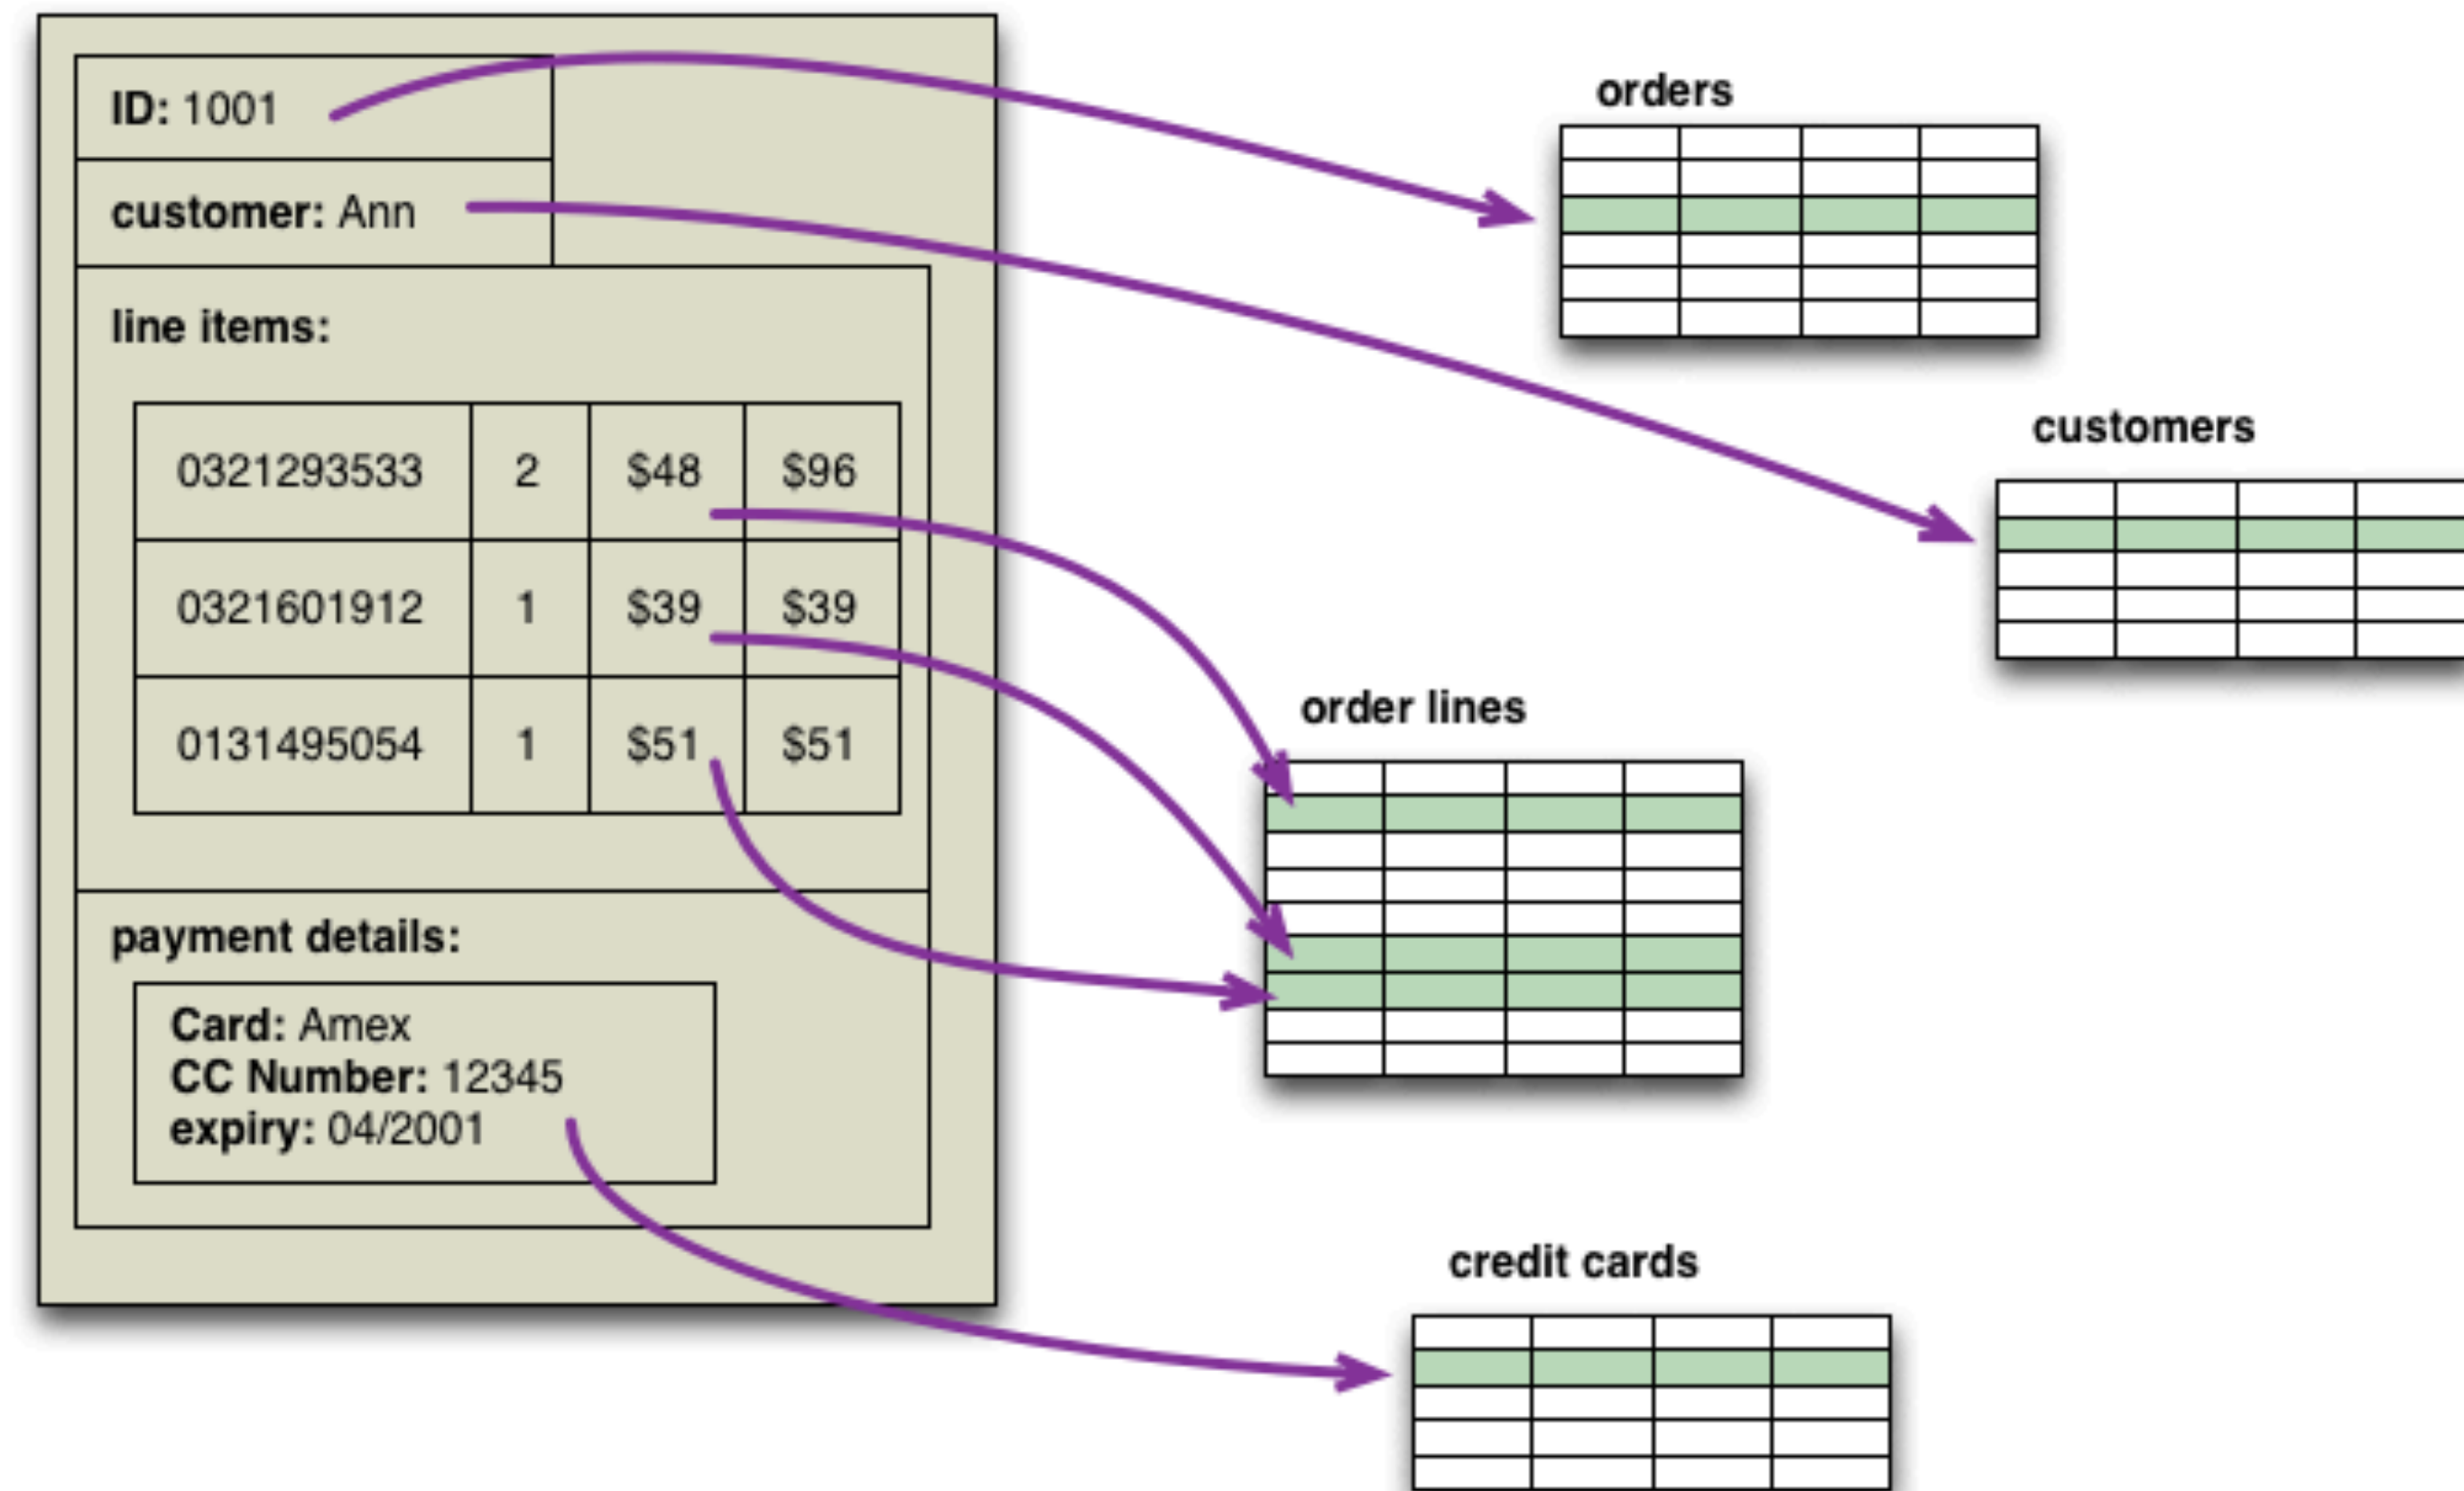 ID: 1001
customer: Ann
line items:
0321293533 2 $48 $96
0321601912 1 $39 $39
0131495054 1 $51 $51
payment details:
Card: Amex
CC Number: 12345
expiry: 04/2001
orders
customers
order lines
credit cards